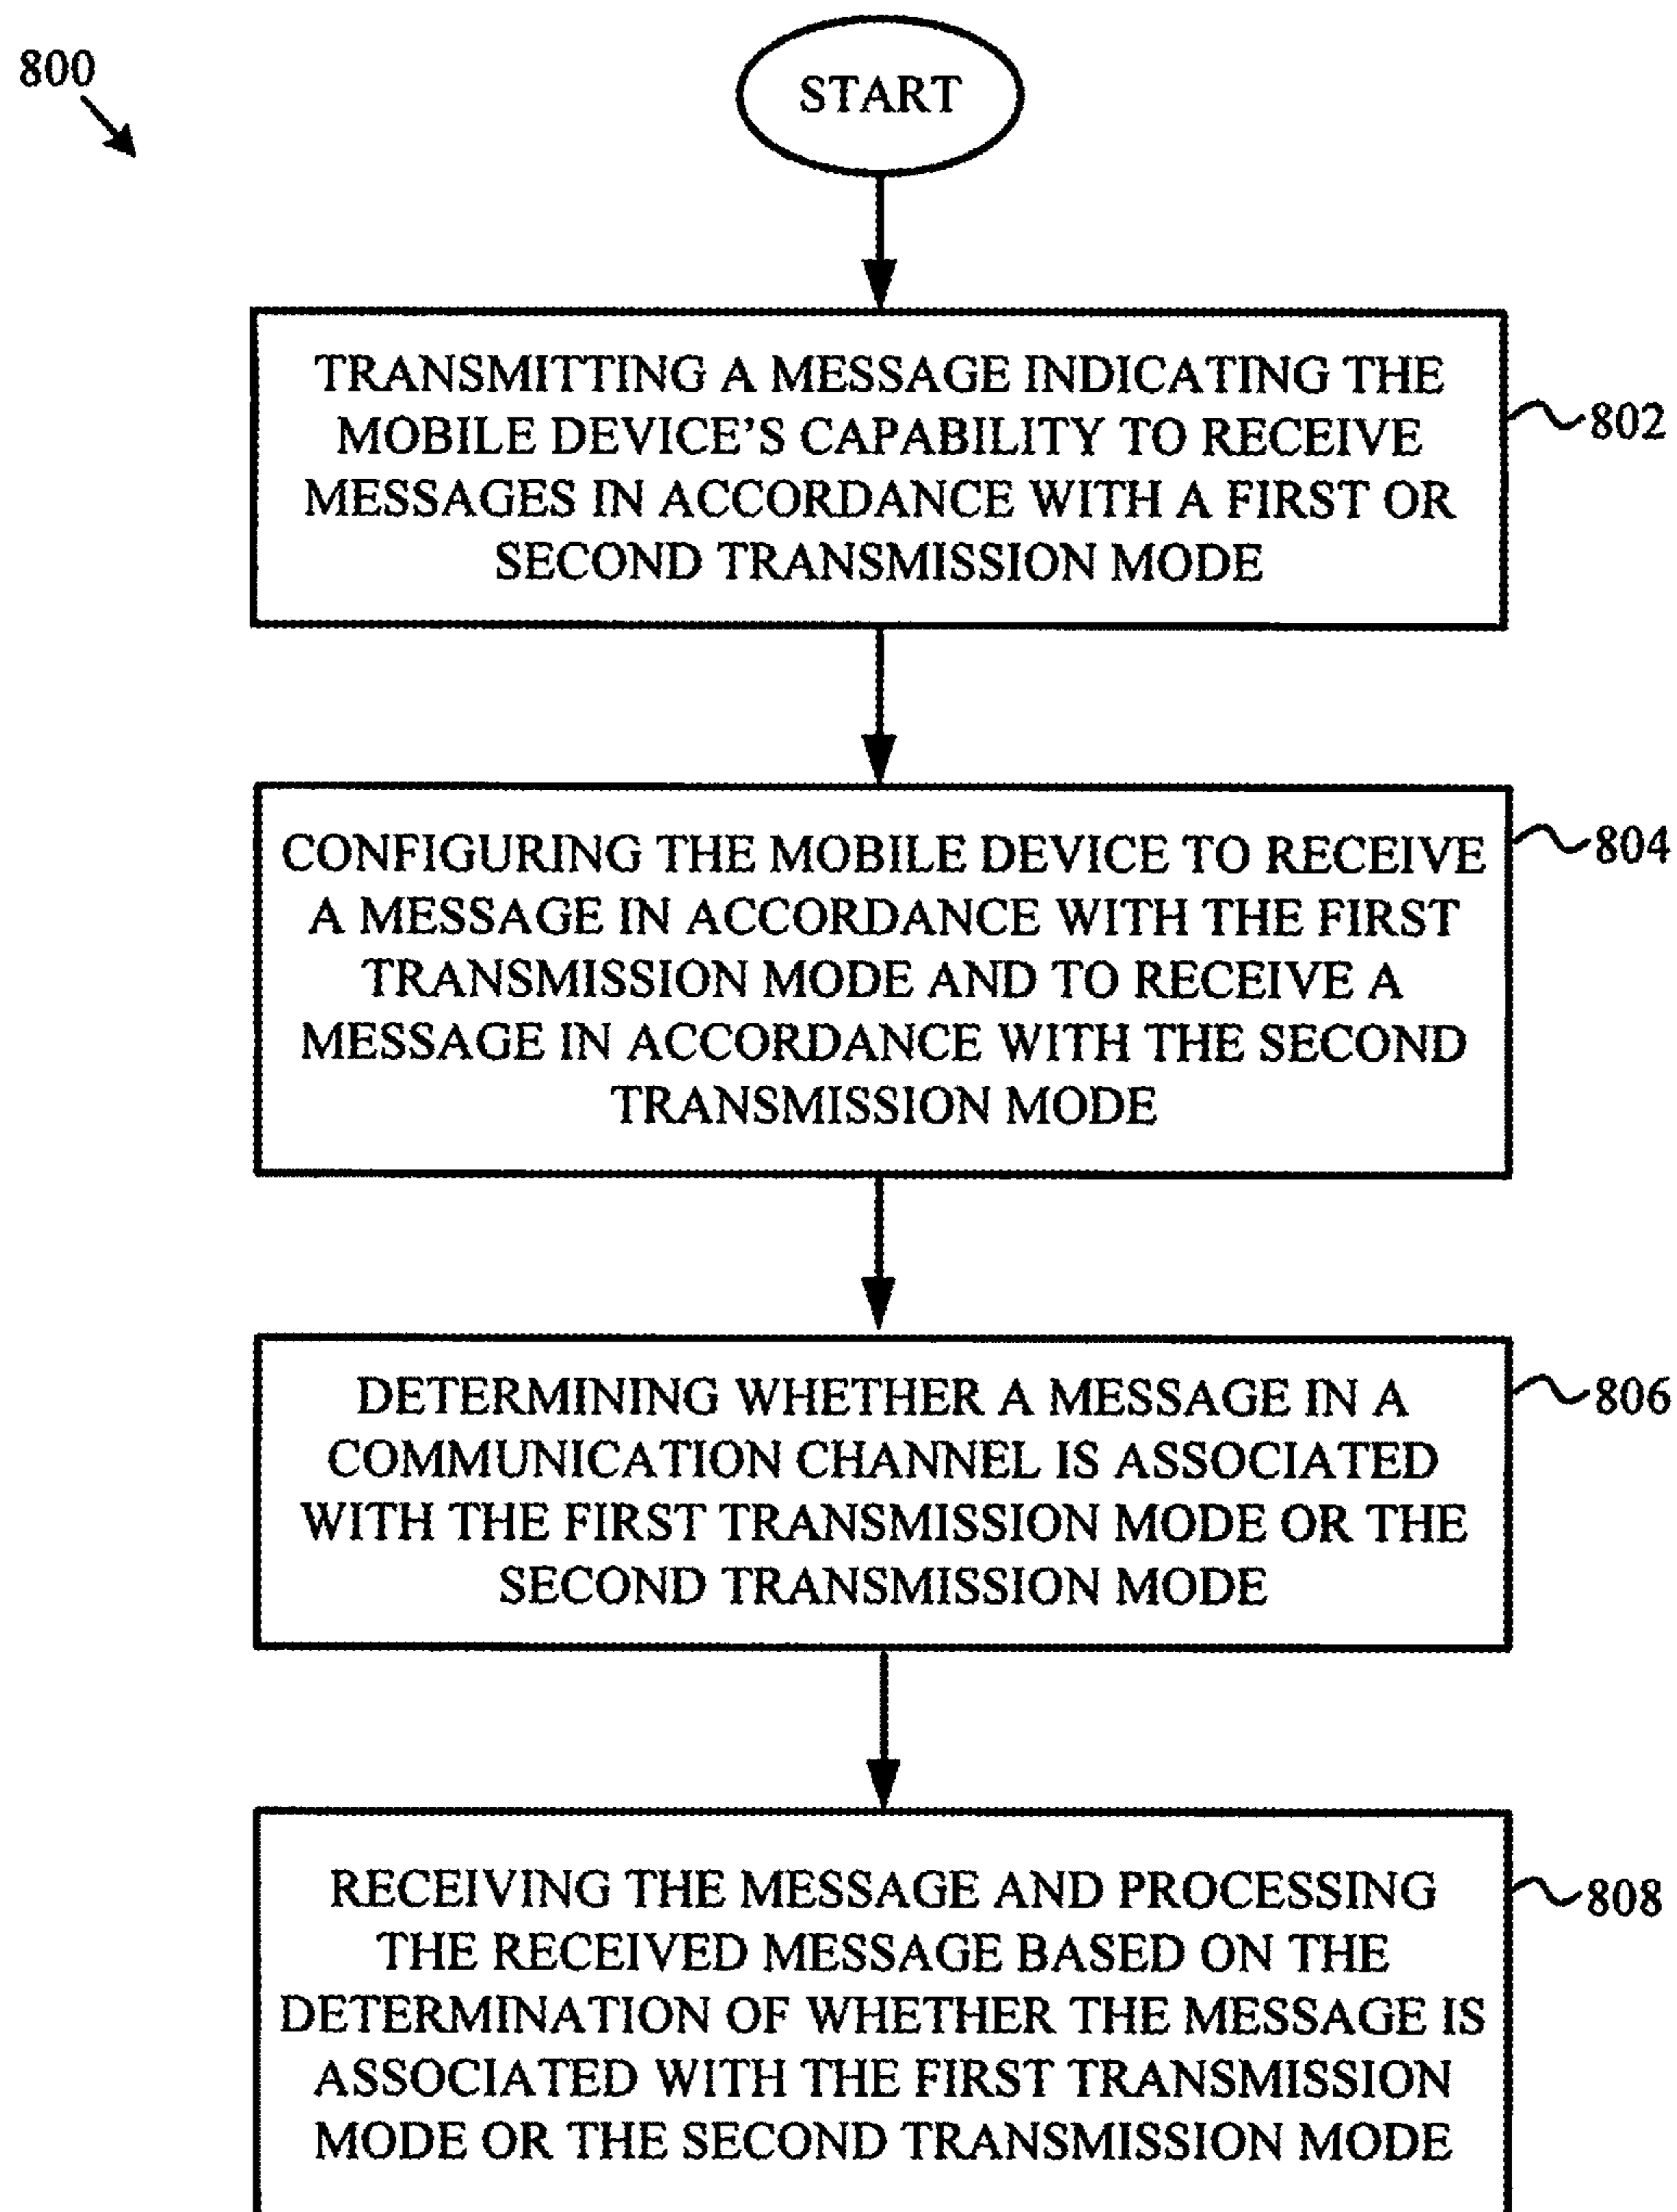 800
START
TRANSMITTING A MESSAGE INDICATING THE
MOBILE DEVICE'S CAPABILITY TO RECEIVE
MESSAGES IN ACCORDANCE WITH A FIRST OR
SECOND TRANSMISSION MODE
802
CONFIGURING THE MOBILE DEVICE TO RECEIVE
A MESSAGE IN ACCORDANCE WITH THE FIRST
TRANSMISSION MODE AND TO RECEIVE A
MESSAGE IN ACCORDANCE WITH THE SECOND
TRANSMISSION MODE
804
DETERMINING WHETHER A MESSAGE IN A
COMMUNICATION CHANNEL IS ASSOCIATED
WITH THE FIRST TRANSMISSION MODE OR THE
SECOND TRANSMISSION MODE
806
RECEIVING THE MESSAGE AND PROCESSING
THE RECEIVED MESSAGE BASED ON THE
DETERMINATION OF WHETHER THE MESSAGE IS
ASSOCIATED WITH THE FIRST TRANSMISSION
MODE OR THE SECOND TRANSMISSION MODE
808